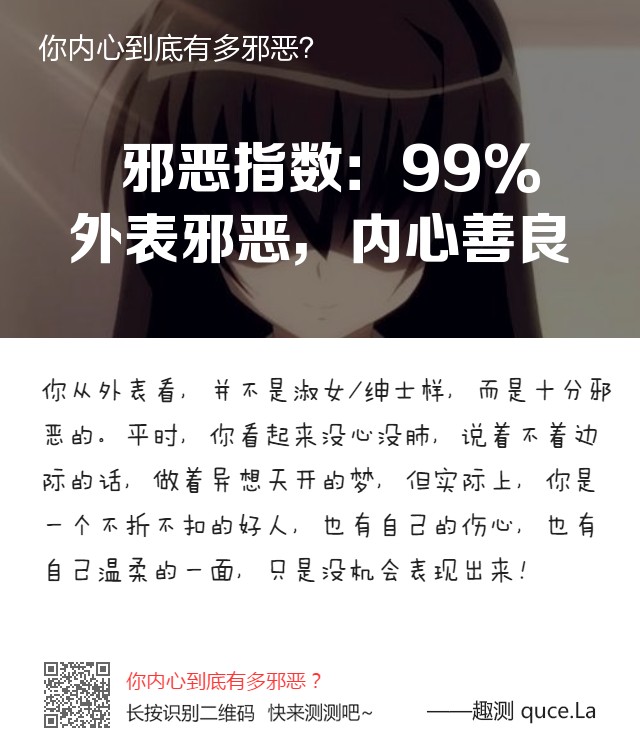 你内心到底有多邪恶?
邪恶指数：99%
外表邪恶，内心善良
你从外表看，并不是淑女/绅士样，而是十分邪
恶的。平时，你看起来没心没肺，说着不着边
际的话，做着异想天开的梦，但实际上，你是
一个不折不扣的好人，也有自己的伤心，也有
自己温柔的一面，只是没机会表现出来！
你内心到底有多邪恶？
长按识别二维码 快来测测吧~
——趣测 quce.La